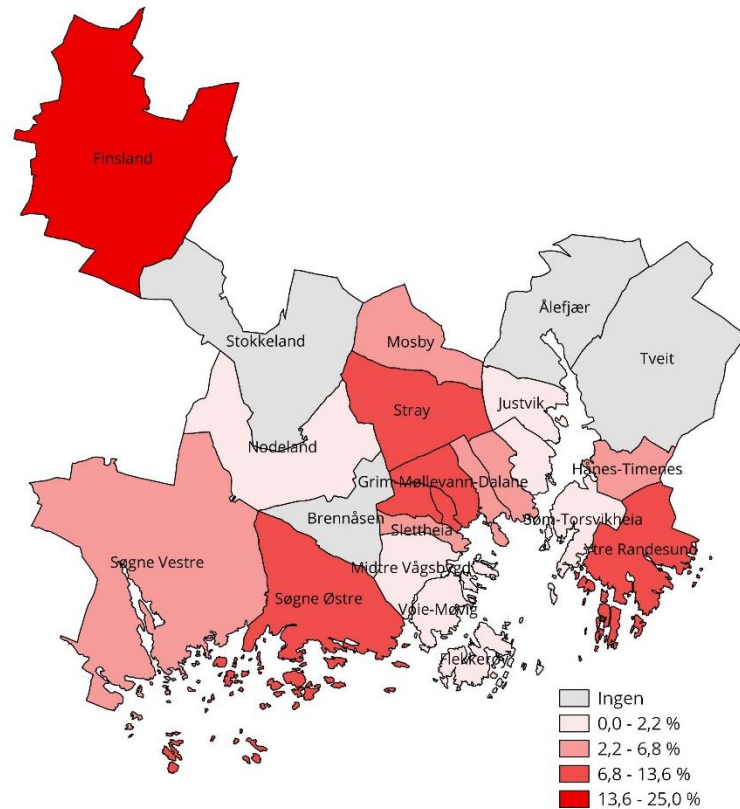 Finsland
Ålefjær
Stokkeland
Mosby
Tveit
Stray
Justvik
Nodeland
Hånes-Timenes
Grim-Møllevann-Dalane
Brennåsen
Søm-Torsvikheia
Slettheia
Ytre Randesund
Søgne Vestre
Midtre Vågsbygd
Søgne Østre
Voie-Møvig
Flekkerøy
Ingen
0,0 - 2,2 %
2,2 - 6,8 %
6,8 - 13,6 %
13,6 - 25,0 %